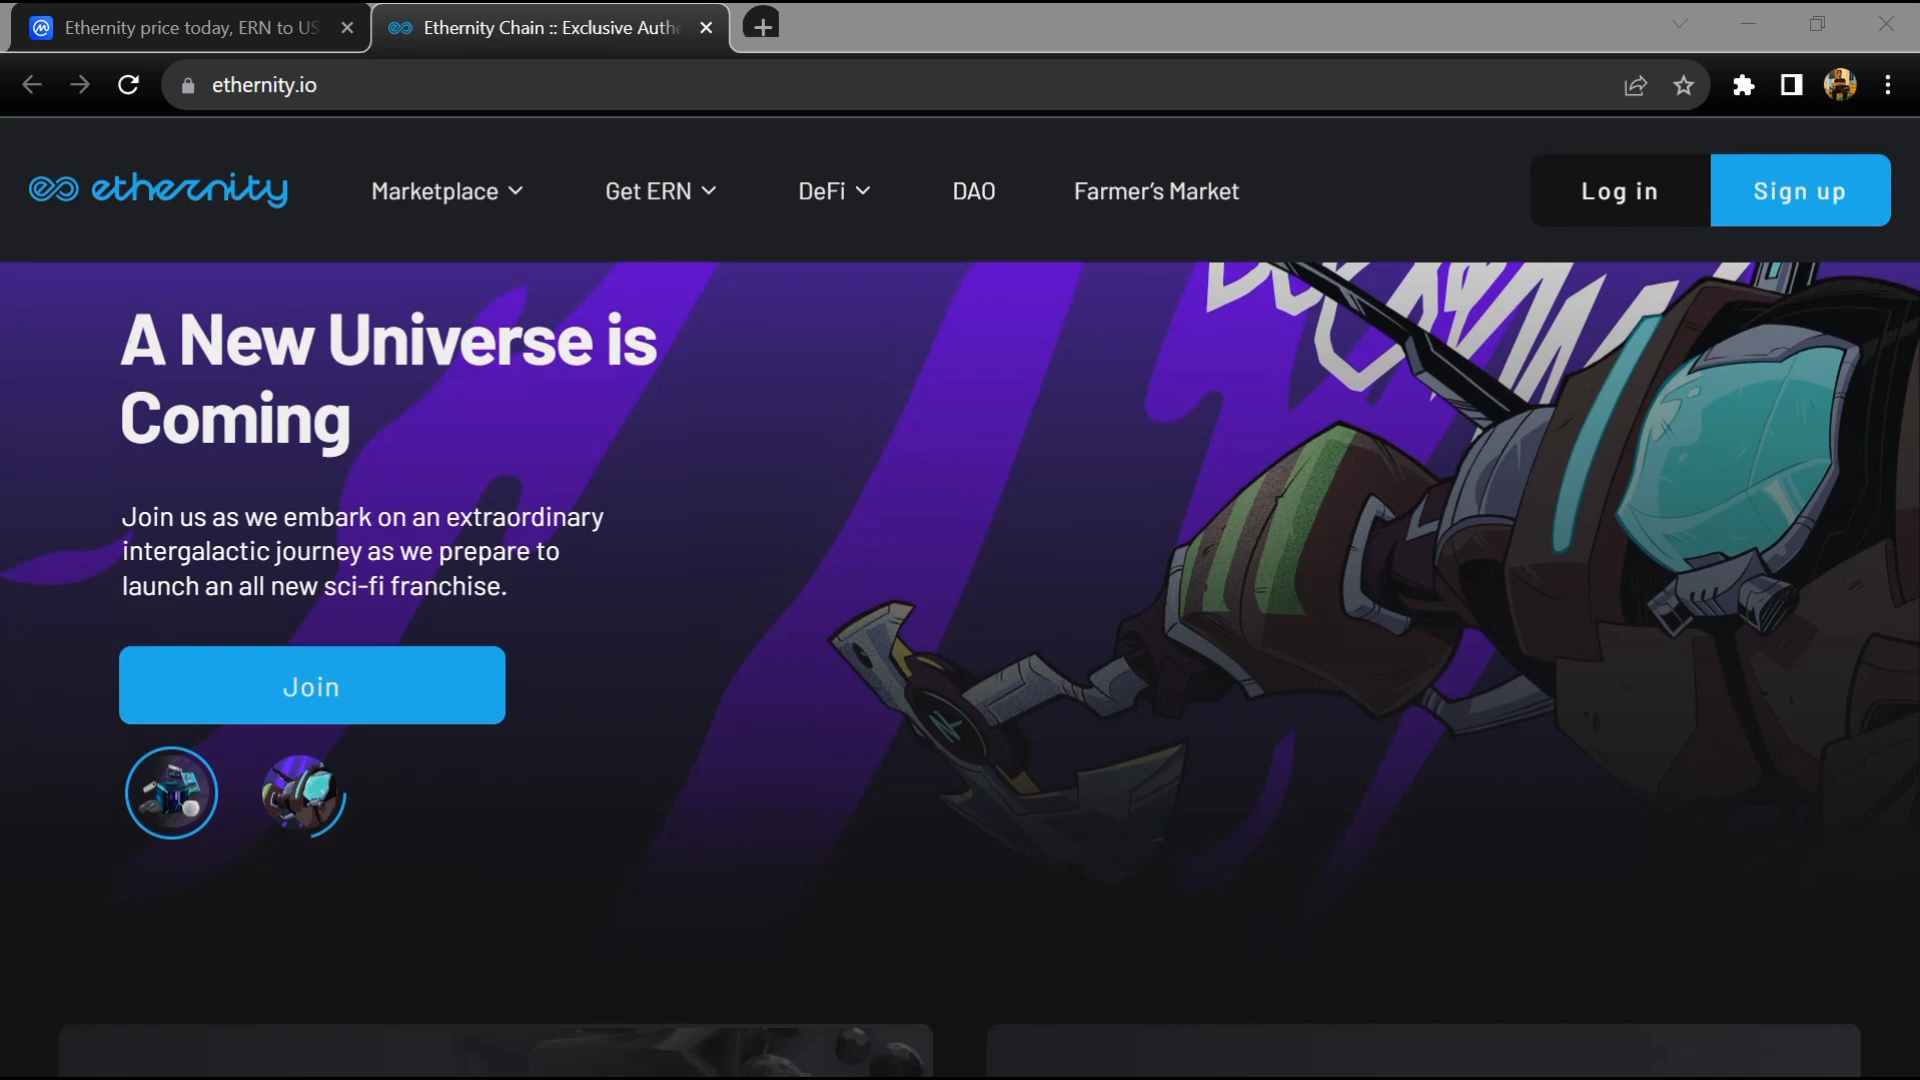 Ethernity price today, ERN to US
Ethernity Chain :: Exclusive Authe
ethernity.io
ethernity
Marketplace
Get ERN
DeFi
DAO
Farmer's Market
Log in
Sign up
A New Universe is
Coming
Join us as we embark on an extraordinary
intergalactic journey as we prepare to
launch an all new sci-fi franchise.
Join